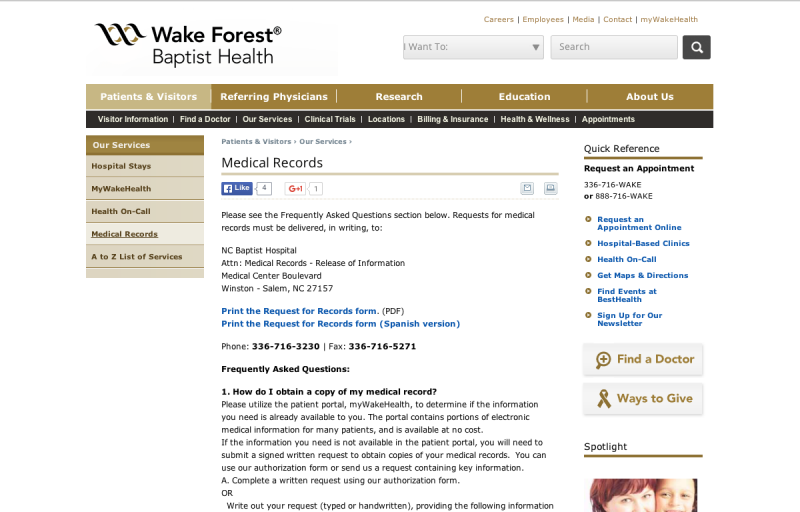 Careers | Employees | Media | Contact | myWakeHealth
Wake Forest®
Baptist Health
I Want To:
Search
Patients & Visitors
Referring Physicians
Research
Education
About Us
Visitor Information | Find a Doctor | Our Services | Clinical Trials | Locations | Billing & Insurance | Health & Wellness | Appointments
Our Services
Hospital Stays
MyWakeHealth
Health On-Call
Medical Records
A to Z List of Services
Patients & Visitors › Our Services ›
Medical Records
Like 4
G+1 1
Please see the Frequently Asked Questions section below. Requests for medical
records must be delivered, in writing, to:
NC Baptist Hospital
Attn: Medical Records - Release of Information
Medical Center Boulevard
Winston - Salem, NC 27157
Print the Request for Records form. (PDF)
Print the Request for Records form (Spanish version)
Phone: 336-716-3230 | Fax: 336-716-5271
Frequently Asked Questions:
1. How do I obtain a copy of my medical record?
Please utilize the patient portal, myWakeHealth, to determine if the information
you need is already available to you. The portal contains portions of electronic
medical information for many patients, and is available at no cost.
If the information you need is not available in the patient portal, you will need to
submit a signed written request to obtain copies of your medical records. You can
use our authorization form or send us a request containing key information.
A. Complete a written request using our authorization form.
OR
Write out your request (typed or handwritten), providing the following information
Quick Reference
Request an Appointment
336-716-WAKE
or 888-716-WAKE
Request an
Appointment Online
Hospital-Based Clinics
Health On-Call
Get Maps & Directions
Find Events at
BestHealth
Sign Up for Our
Newsletter
Find a Doctor
Ways to Give
Spotlight